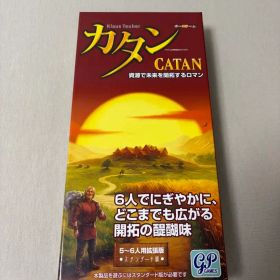 Klaus Teuber
ボードゲーム
カタン
CATAN
資源で未来を開拓するロマン
6人でにぎやかに、
どこまでも広がる
開拓の醍醐味
5〜6人用拡張版
スタンダード版
GP
GAMES
本製品を遊ぶにはスタンダード版が必要です